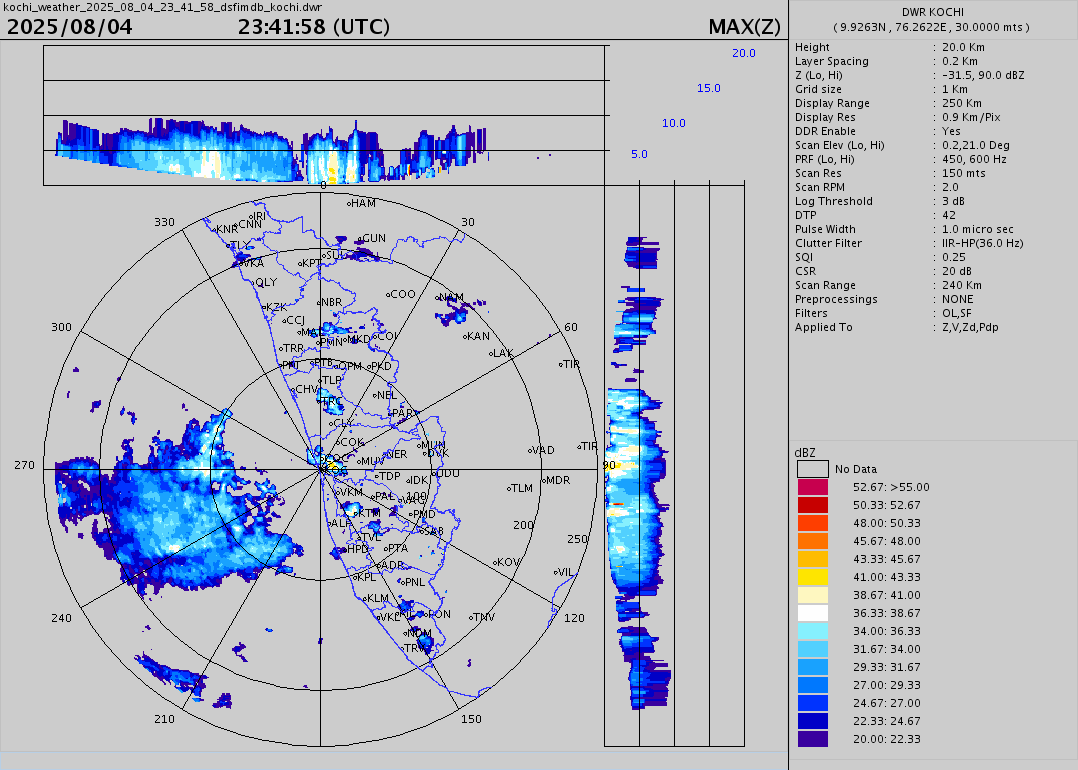 kochi_weather_2025_08_04_23_41_58_dsfimdb_kochi.dwr
2025/08/04 23:41:58 (UTC) MAX(Z)
20.0
15.0
10.0
5.0
DWR KOCHI
( 9.9263N , 76.2622E , 30.0000 mts )
Height : 20.0 Km
Layer Spacing : 0.2 Km
Z (Lo, Hi) : -31.5, 90.0 dBZ
Grid size : 1 Km
Display Range : 250 Km
Display Res : 0.9 Km/Pix
DDR Enable : Yes
Scan Elev (Lo, Hi) : 0.2,21.0 Deg
PRF (Lo, Hi) : 450, 600 Hz
Scan Res : 150 mts
Scan RPM : 2.0
Log Threshold : 3 dB
DTP : 42
Pulse Width : 1.0 micro sec
Clutter Filter : IIR-HP(36.0 Hz)
SQI : 0.25
CSR : 20 dB
Scan Range : 240 Km
Preprocessings : NONE
Filters : OL,SF
Applied To : Z,V,Zd,Pdp
0
HAM
IRI
330
CNN
30
KNR
GUN
TLY
SUL
VKA
KPT
QLY
COO
NAM
NBR
KZK
CCJ
300
60
MAL
KAN
PMN
MKD
COI
TRR
LAK
PNI
PTB
OPM
PKD
TIR
TLP
CHV
NEL
TRC
PAR
CLY
COK
MUN
TIR
VAD
DVK
NER
MUV
270
90
IDU
TDP
IDK
MDR
TLM
VKM
PAL
100
VAG
KTM
PMD
ALP
200
SAB
250
TVL
HPD
PTA
KOV
ADR
VIL
KPL
PNL
KLM
240
VKL
PON
TNV
120
NDM
TRV
210
150
dBZ
No Data
52.67: >55.00
50.33: 52.67
48.00: 50.33
45.67: 48.00
43.33: 45.67
41.00: 43.33
38.67: 41.00
36.33: 38.67
34.00: 36.33
31.67: 34.00
29.33: 31.67
27.00: 29.33
24.67: 27.00
22.33: 24.67
20.00: 22.33